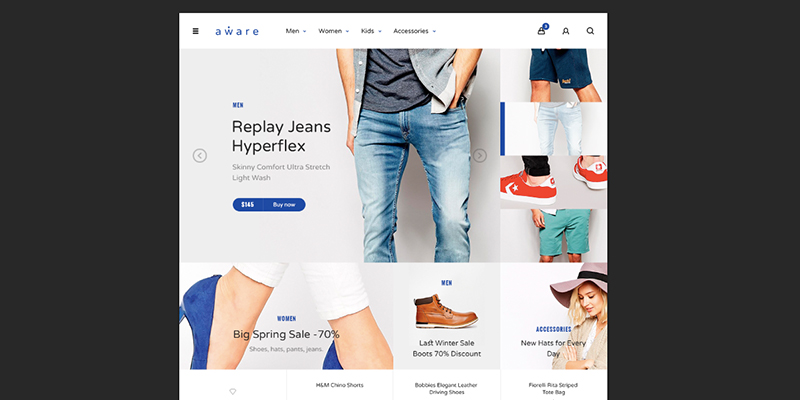 aware
Men
Women
Kids
Accessories
MEN
Replay Jeans
Hyperflex
Skinny Comfort Ultra Stretch
Light Wash
$145 Buy now
WOMEN
Big Spring Sale -70%
Shoes, hats, pants, jeans.
MEN
Last Winter Sale
Boots 70% Discount
ACCESSORIES
New Hats for Every
Day
H&M Chino Shorts
Bobbies Elegant Leather
Driving Shoes
Fiorelli Rita Striped
Tote Bag